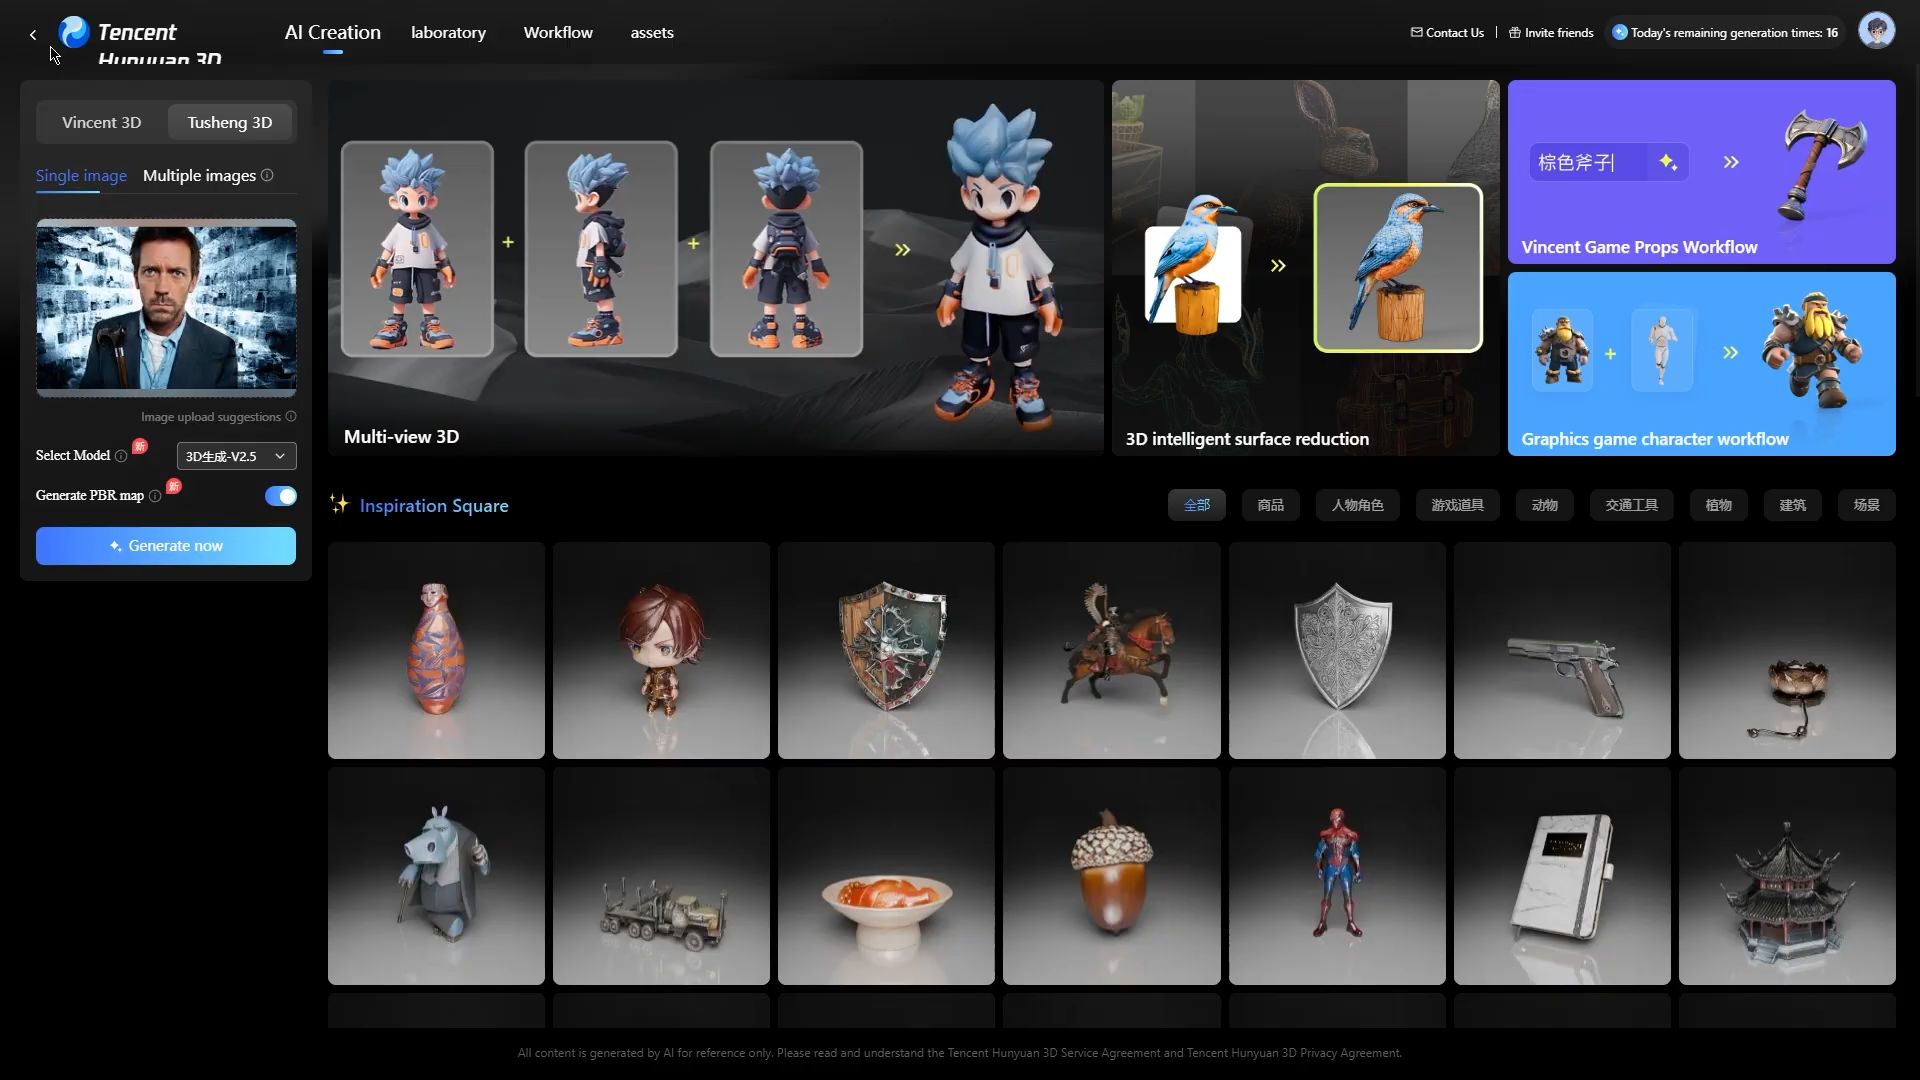 Tencent
Hunyuan 3D
AI Creation
laboratory
Workflow
assets
Contact Us
Invite friends
Today's remaining generation times: 16
Vincent 3D
Tusheng 3D
Single image
Multiple images
Image upload suggestions
Select Model
新
3D生成-V2.5
Generate PBR map
新
Generate now
Multi-view 3D
3D intelligent surface reduction
棕色斧子
Vincent Game Props Workflow
Graphics game character workflow
Inspiration Square
全部
商品
人物角色
游戏道具
动物
交通工具
植物
建筑
场景
All content is generated by AI for reference only. Please read and understand the Tencent Hunyuan 3D Service Agreement and Tencent Hunyuan 3D Privacy Agreement.